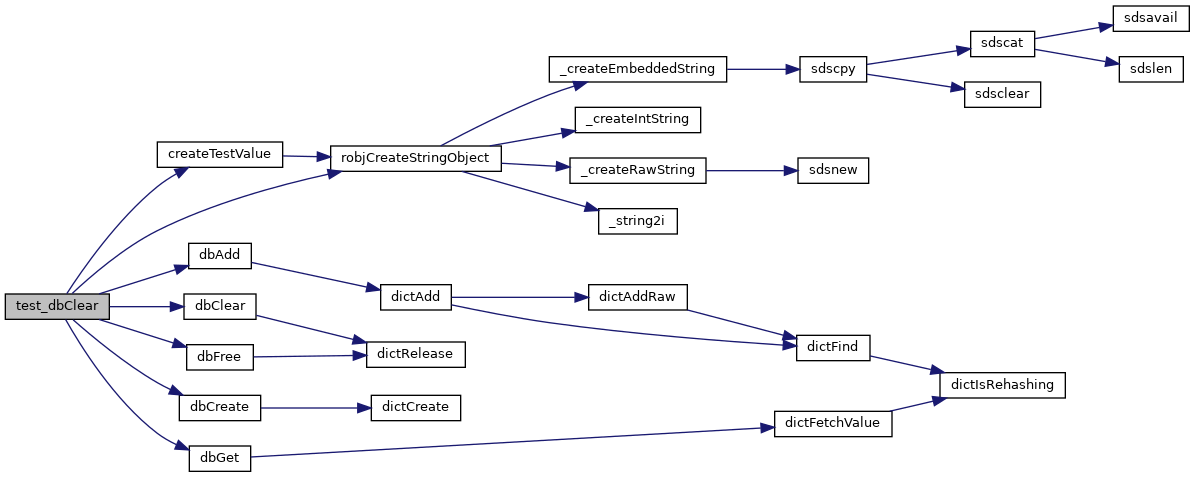 test_dbClear
createTestValue
robjCreateStringObject
_createEmbeddedString
sdscpy
sdscat
sdsavail
sdslen
sdsclear
_createIntString
_createRawString
sdsnew
_string2i
dbAdd
dictAdd
dictAddRaw
dictFind
dictIsRehashing
dbClear
dictRelease
dbFree
dbCreate
dictCreate
dbGet
dictFetchValue